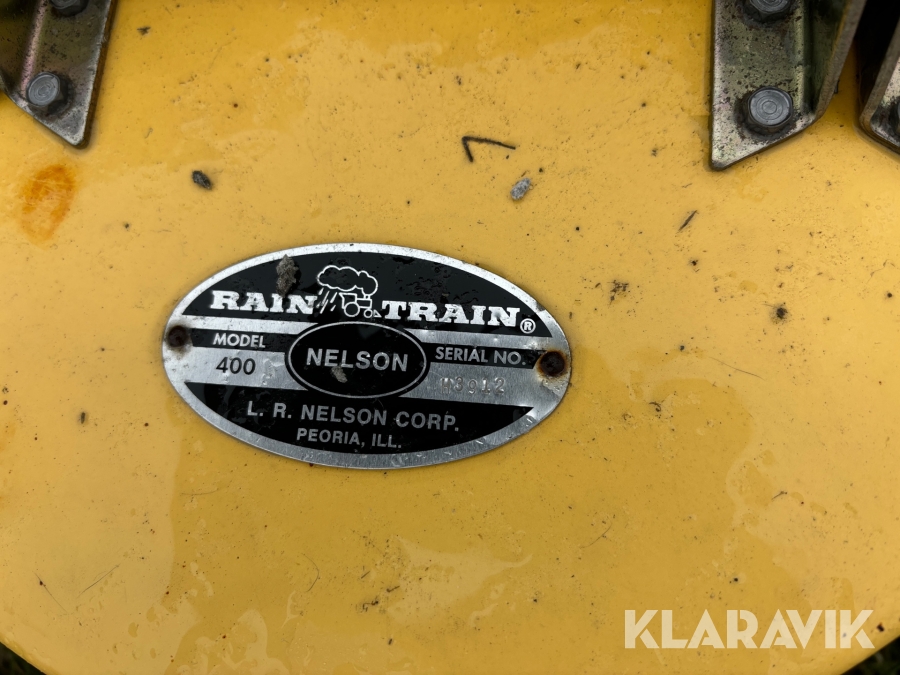 RAIN TRAIN®
MODEL
400
NELSON
SERIAL NO.
L. R. NELSON CORP.
PEORIA, ILL.
KLARAVIK